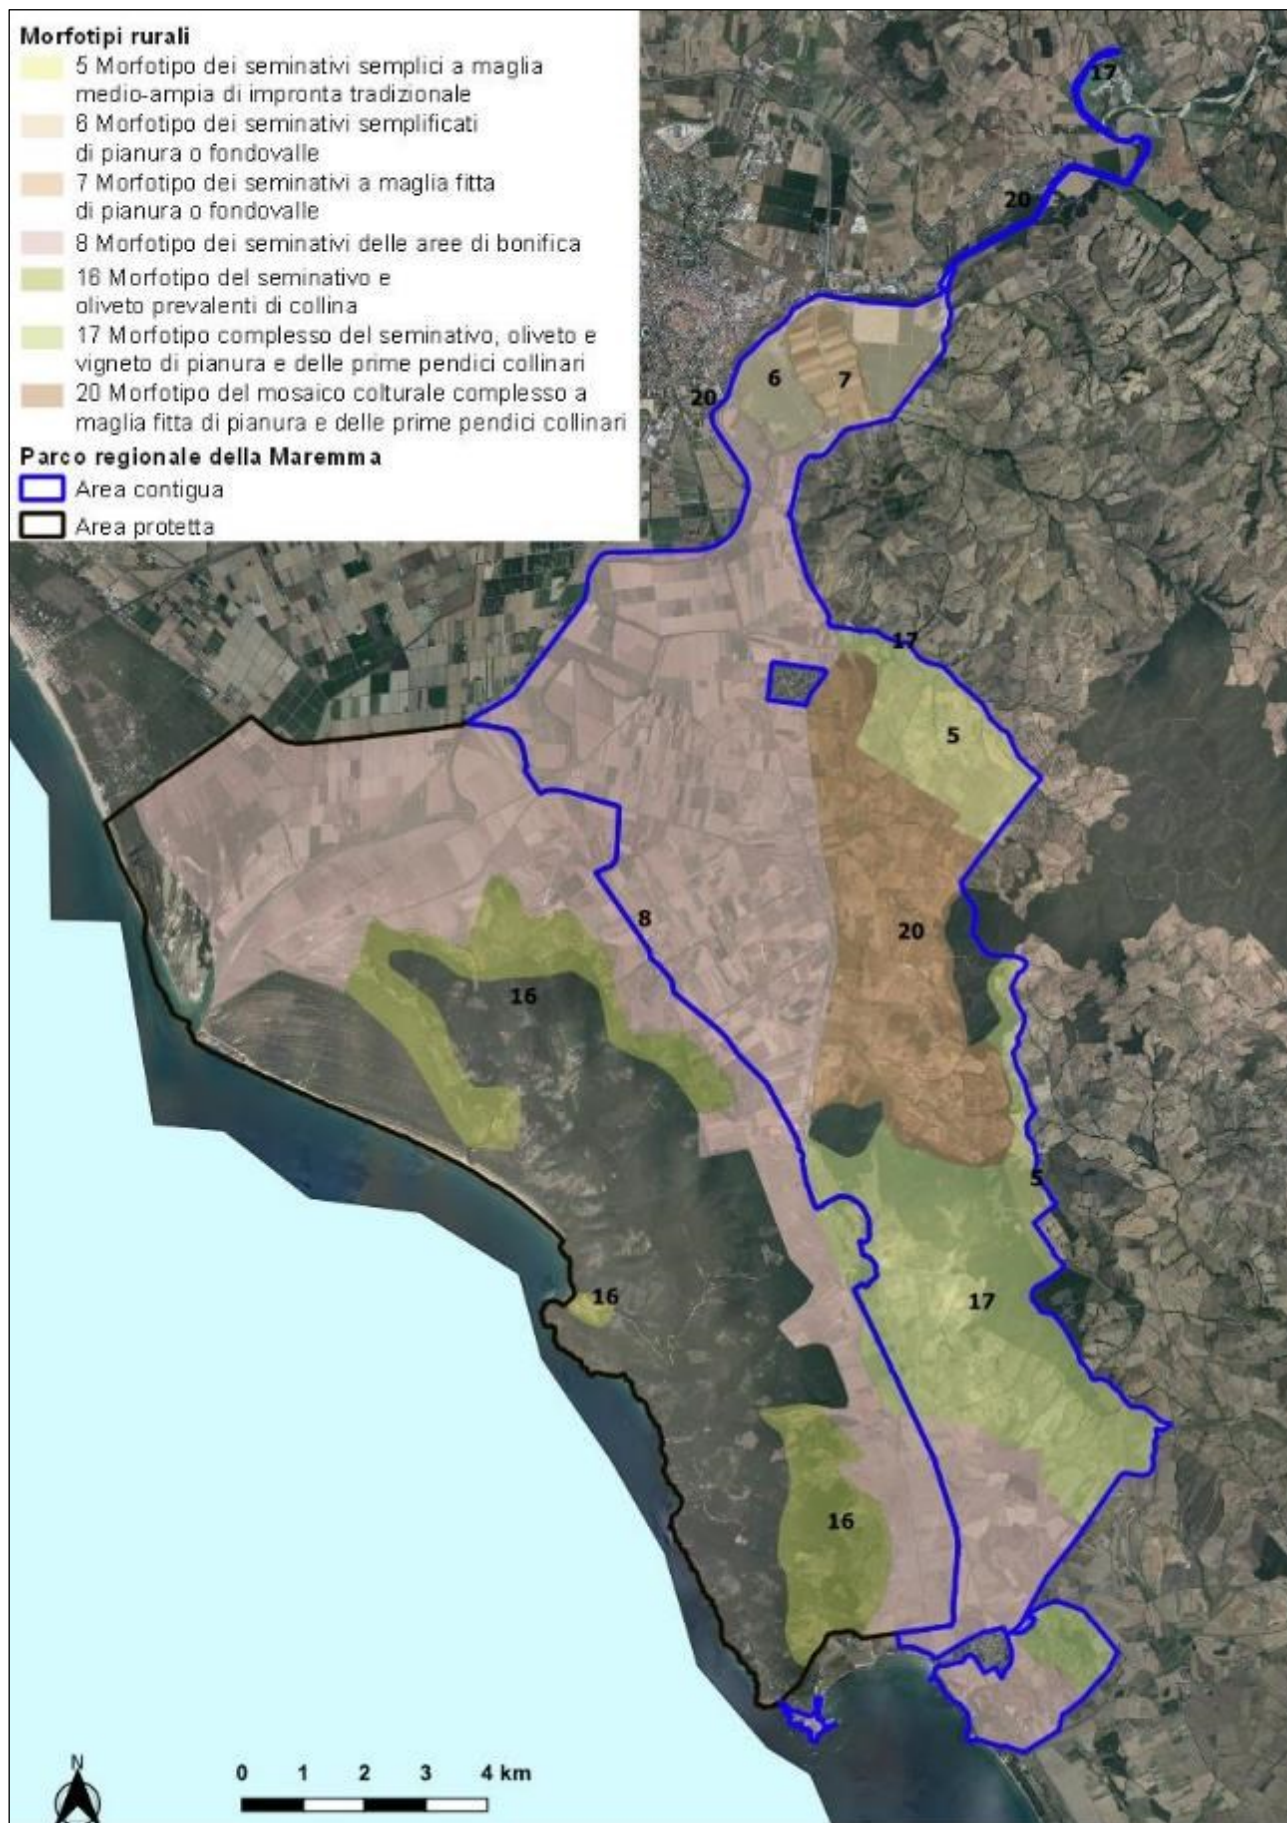 Morfotipi rurali
5 Morfotipo dei seminativi semplici a maglia
medio-ampia di impronta tradizionale
6 Morfotipo dei seminativi semplificati
di pianura o fondovalle
7 Morfotipo dei seminativi a maglia fitta
di pianura o fondovalle
8 Morfotipo dei seminativi delle aree di bonifica
16 Morfotipo del seminativo e
oliveto prevalenti di collina
17 Morfotipo complesso del seminativo, oliveto e
vigneto di pianura e delle prime pendici collinari
20 Morfotipo del mosaico colturale complesso a
maglia fitta di pianura e delle prime pendici collinari
Parco regionale della Maremma
Area contigua
Area protetta
17
20
6
7
20
17
5
8
20
16
5
16
17
16
N
0 1 2 3 4 km